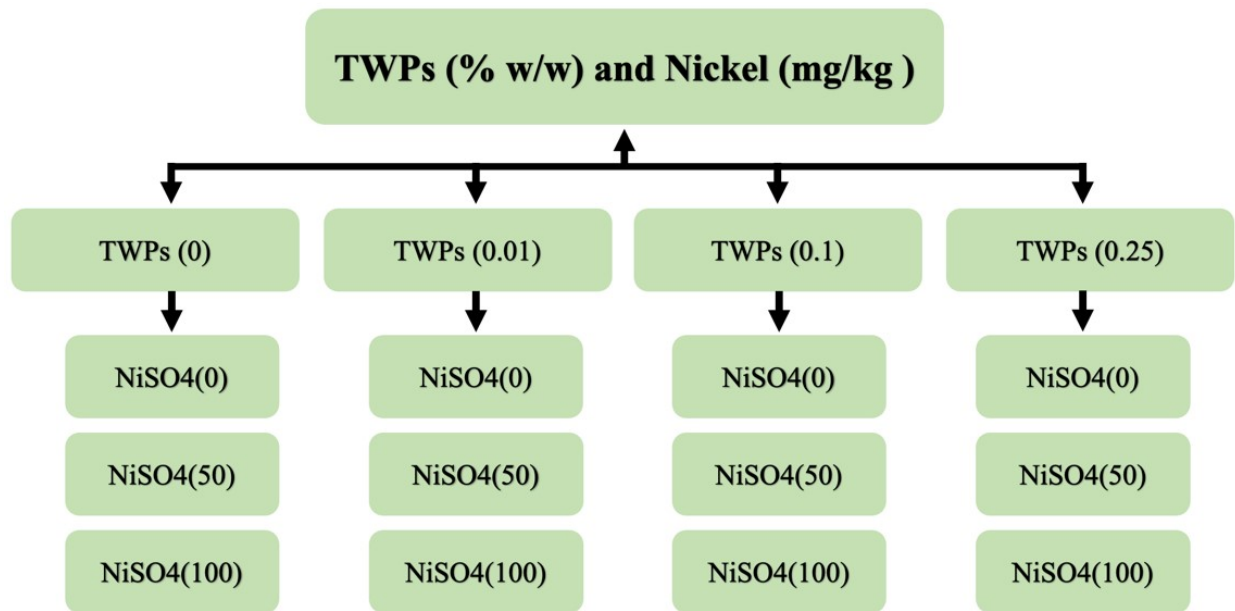 TWPs (% w/w) and Nickel (mg/kg )
TWPs (0)
TWPs (0.01)
TWPs (0.1)
TWPs (0.25)
NiSO4(0)
NiSO4(0)
NiSO4(0)
NiSO4(0)
NiSO4(50)
NiSO4(50)
NiSO4(50)
NiSO4(50)
NiSO4(100)
NiSO4(100)
NiSO4(100)
NiSO4(100)